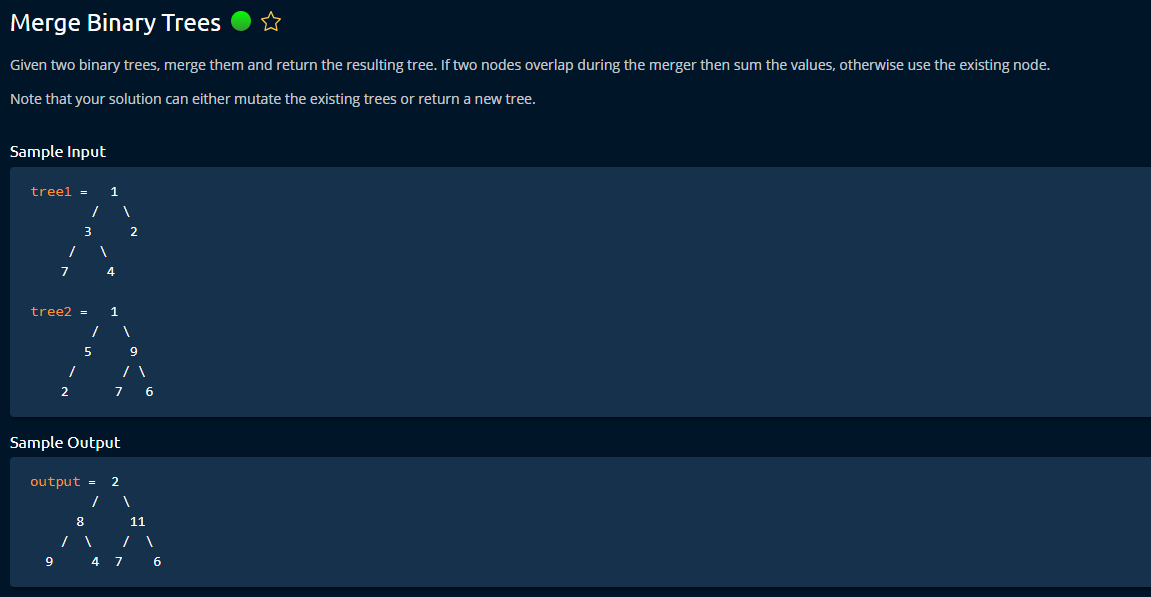 Merge Binary Trees
Given two binary trees, merge them and return the resulting tree. If two nodes overlap during the merger then sum the values, otherwise use the existing node.
Note that your solution can either mutate the existing trees or return a new tree.
Sample Input
tree1 =   1
        /   \
       3     2
     /   \
    7     4
tree2 =   1
        /   \
       5     9
     /      / \
    2      7   6
Sample Output
output =  2
        /   \
      8      11
    /  \    /  \
  9     4  7    6